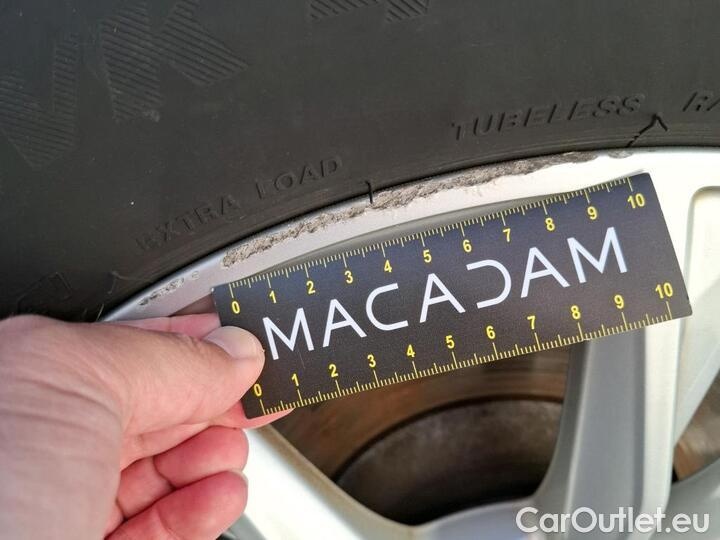 TUBELESS
EXTRA LOAD
0 1 2 3 4 5 6 7 8 9 10
MACADAM
0 1 2 3 4 5 6 7 8 9 10
CarOutlet.eu